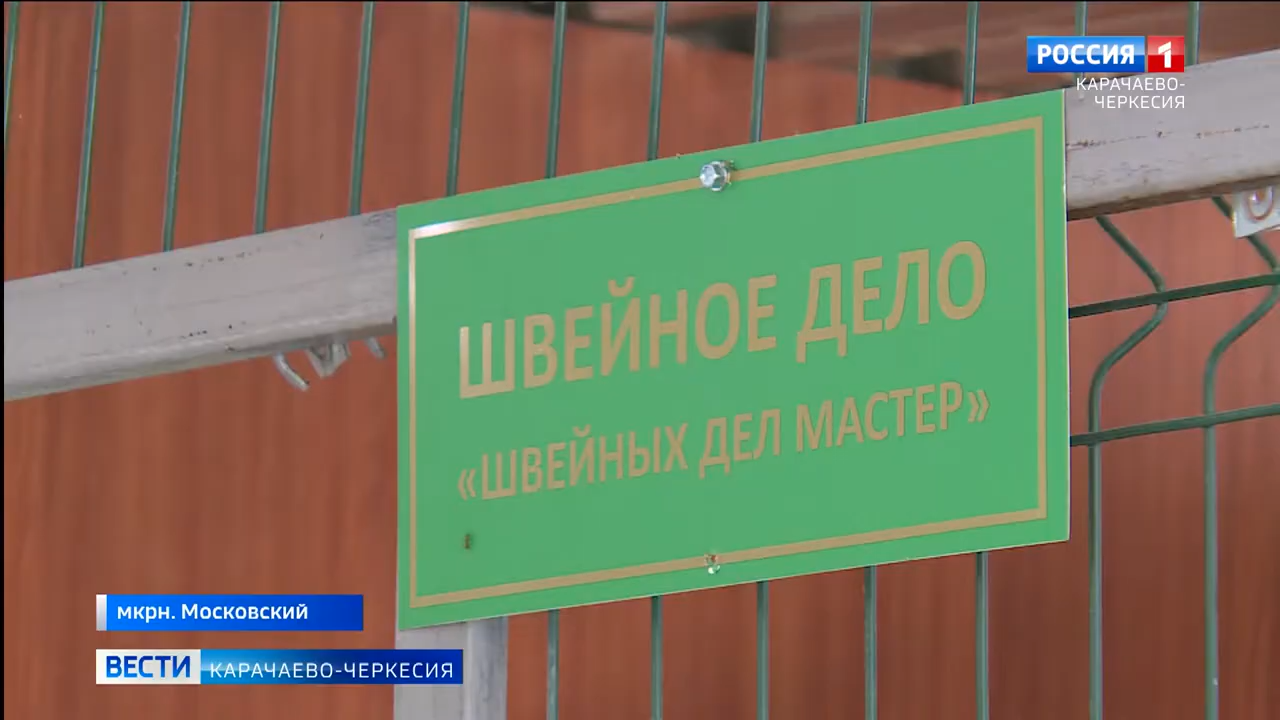 РОССИЯ 1
КАРАЧАЕВО-
ЧЕРКЕСИЯ
ШВЕЙНОЕ ДЕЛО
«ШВЕЙНЫХ ДЕЛ МАСТЕР»
мкрн. Московский
ВЕСТИ КАРАЧАЕВО-ЧЕРКЕСИЯ